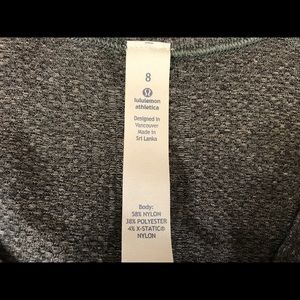 8
lululemon
athletica
Designed in
Vancouver
Made in
Sri Lanka
Body:
58% NYLON
38% POLYESTER
4% X-STATIC®
NYLON